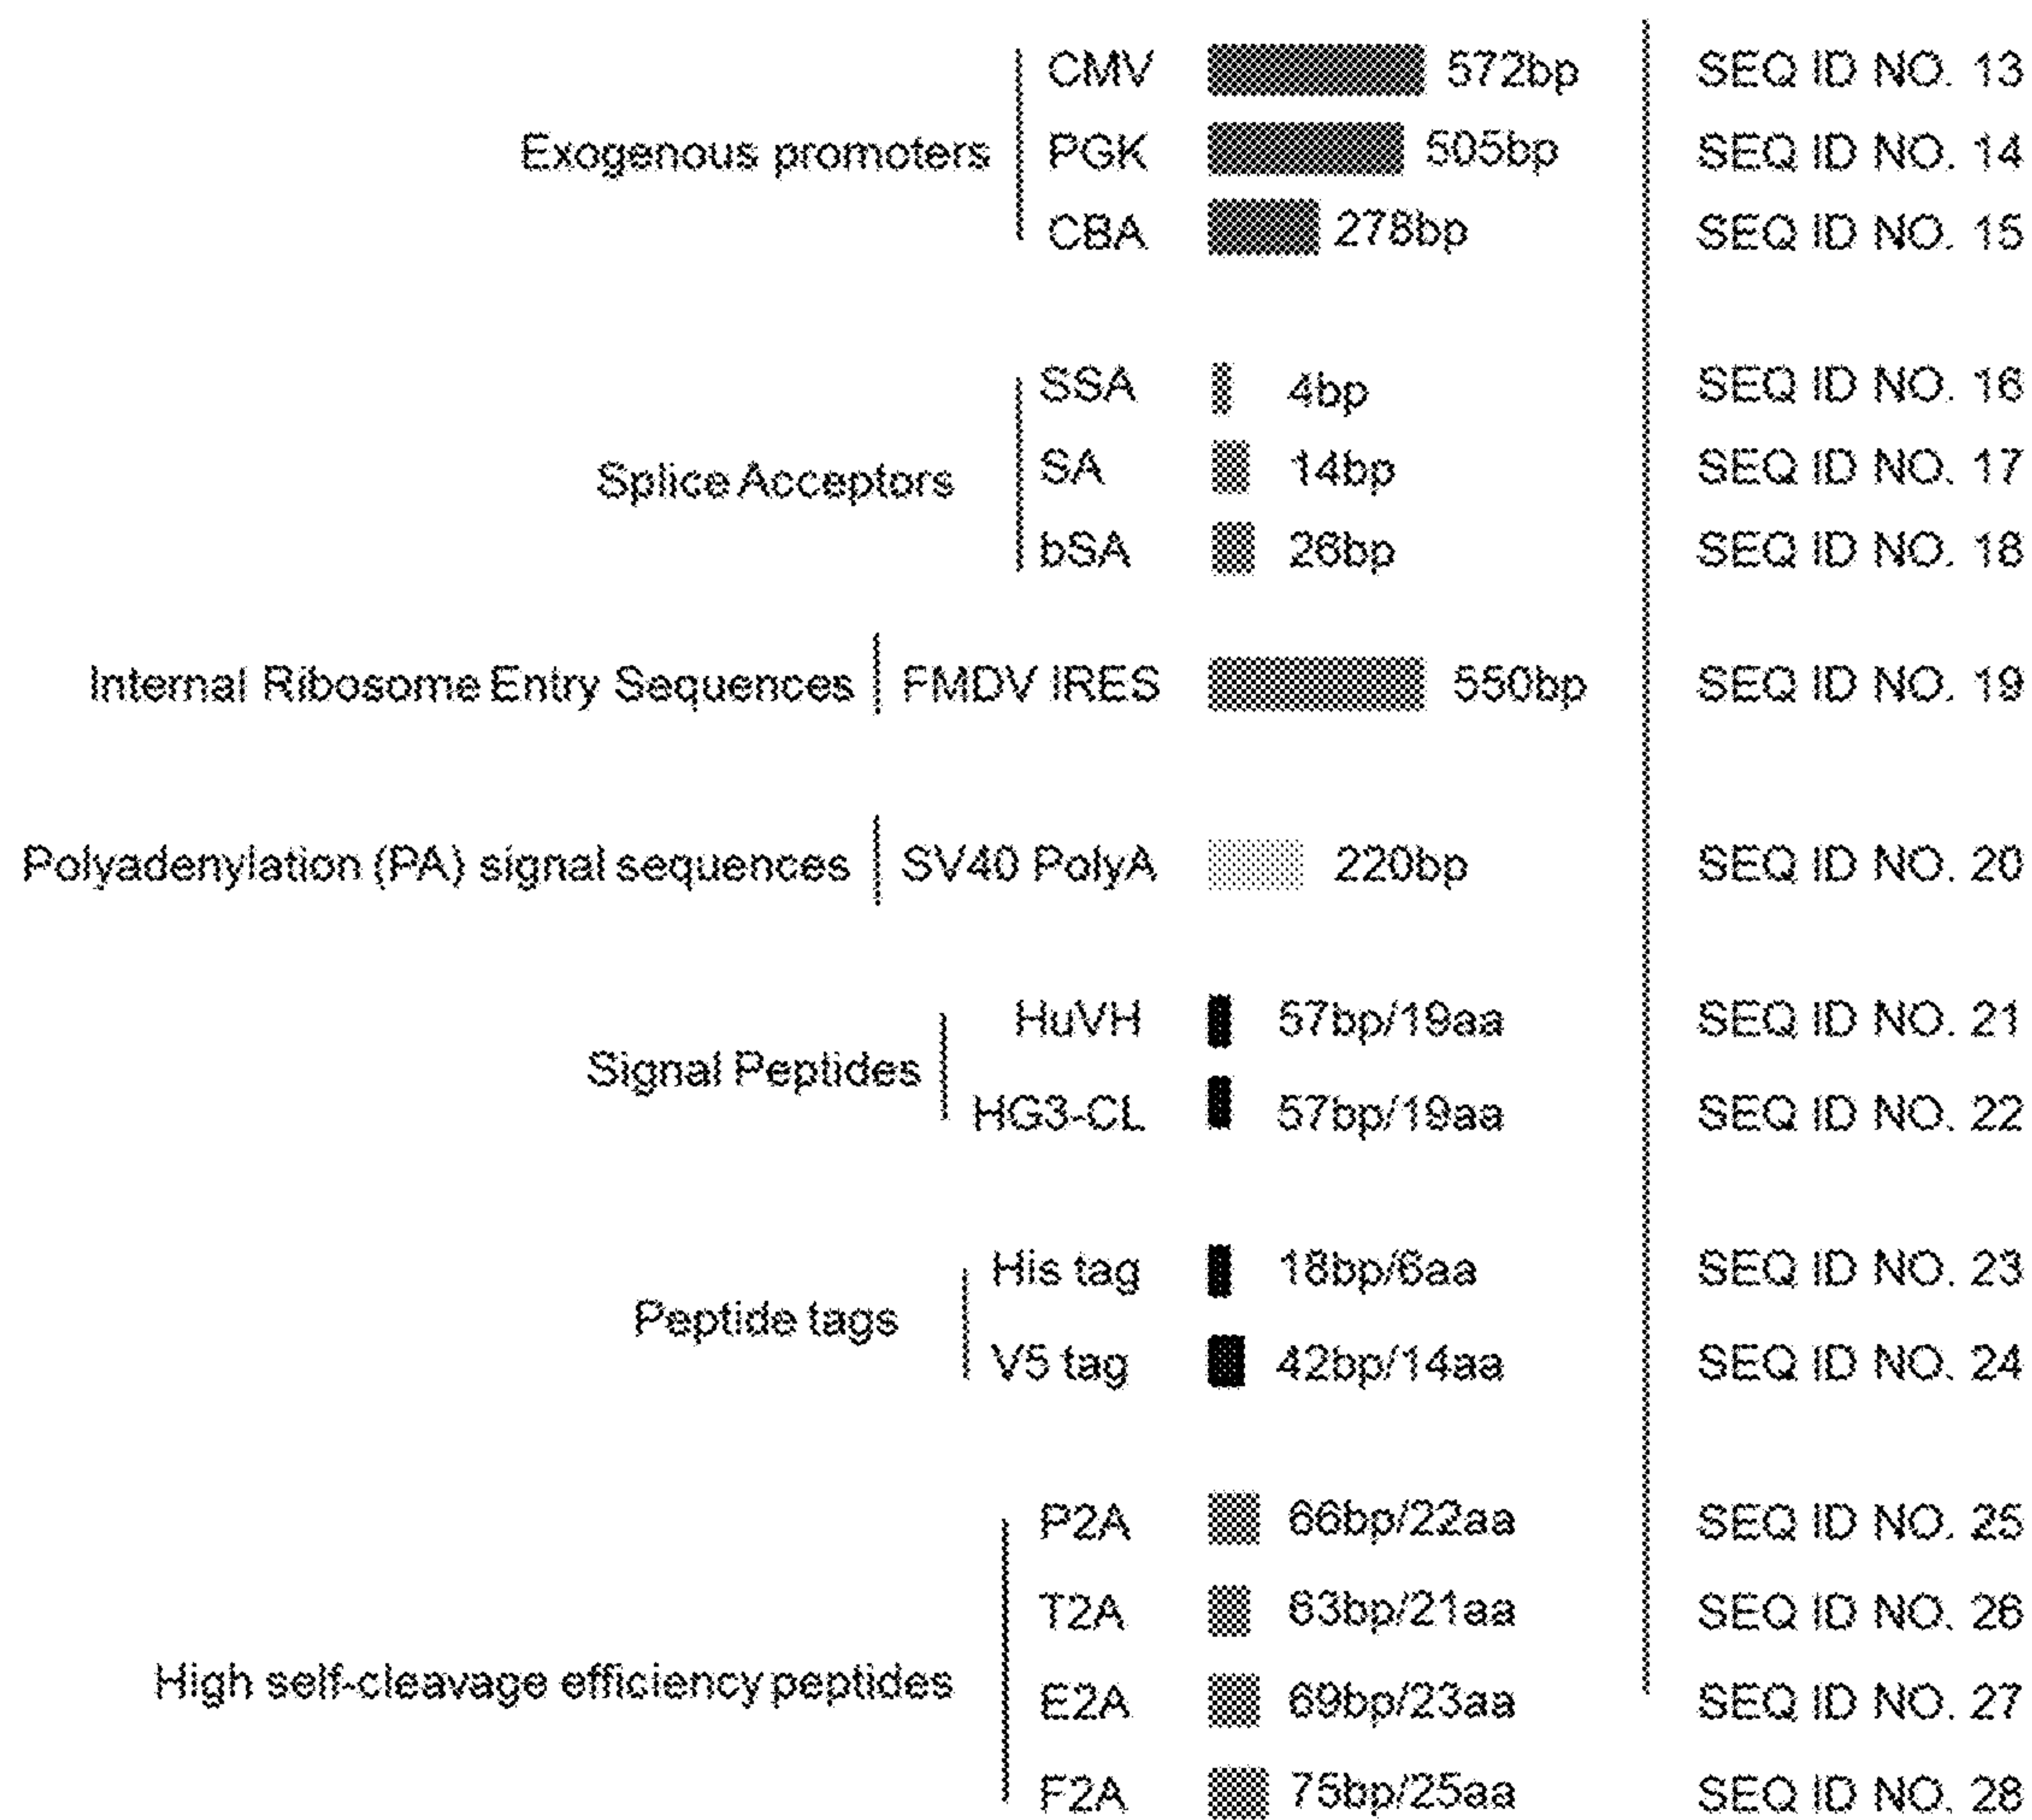 CMV 572bp SEQ ID NO. 13
Exogenous promoters PGK 505bp SEQ ID NO. 14
CBA 278bp SEQ ID NO. 15
SSA 4bp SEQ ID NO. 16
Splice Acceptors SA 14bp SEQ ID NO. 17
bSA 26bp SEQ ID NO. 18
Internal Ribosome Entry Sequences FMDV IRES 550bp SEQ ID NO. 19
Polyadenylation (PA) signal sequences SV40 PolyA 220bp SEQ ID NO. 20
HuVH 57bp/19aa SEQ ID NO. 21
Signal Peptides
HG3-CL 57bp/19aa SEQ ID NO. 22
His tag 18bp/6aa SEQ ID NO. 23
Peptide tags
V5 tag 42bp/14aa SEQ ID NO. 24
P2A 66bp/22aa SEQ ID NO. 25
T2A 63bp/21aa SEQ ID NO. 26
High self-cleavage efficiency peptides E2A 69bp/23aa SEQ ID NO. 27
F2A 75bp/25aa SEQ ID NO. 28